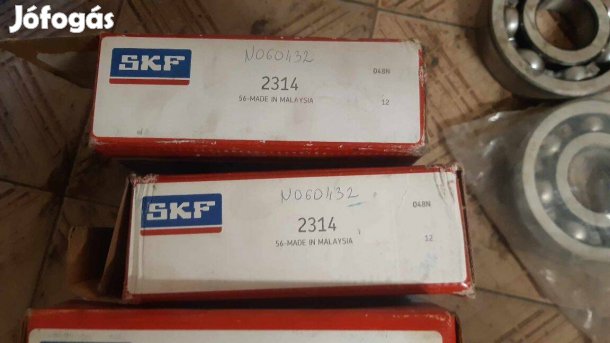 Jófogás
SKF
N060432
048N
2314
56-MADE IN MALAYSIA
12
SKF
N060432
048N
2314
56-MADE IN MALAYSIA
12